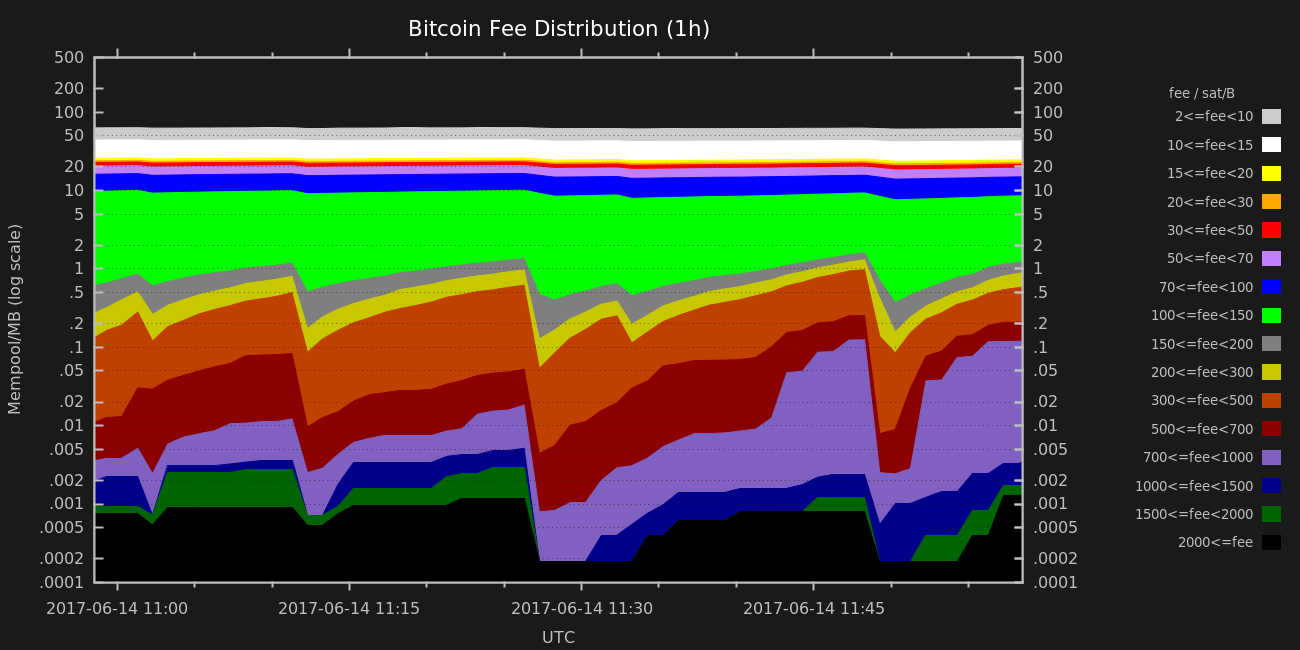 Bitcoin Fee Distribution (1h)
Mempool/MB (log scale)
500
200
100
50
20
10
5
2
1
.5
.2
.1
.05
.02
.01
.005
.002
.001
.0005
.0002
.0001
500
200
100
50
20
10
5
2
1
.5
.2
.1
.05
.02
.01
.005
.002
.001
.0005
.0002
.0001
2017-06-14 11:00
2017-06-14 11:15
2017-06-14 11:30
2017-06-14 11:45
UTC
fee / sat/B
2<=fee<10
10<=fee<15
15<=fee<20
20<=fee<30
30<=fee<50
50<=fee<70
70<=fee<100
100<=fee<150
150<=fee<200
200<=fee<300
300<=fee<500
500<=fee<700
700<=fee<1000
1000<=fee<1500
1500<=fee<2000
2000<=fee